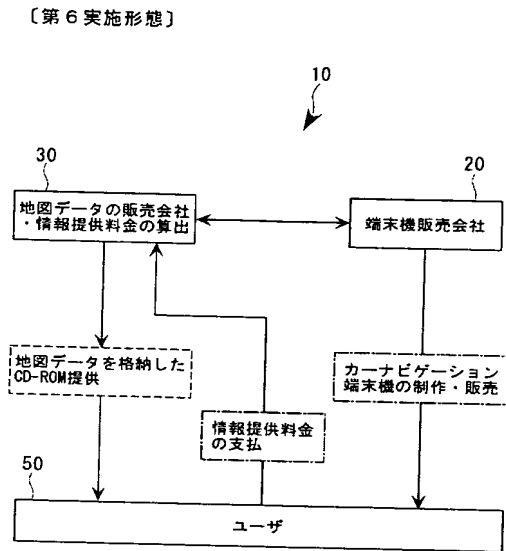 〔第6実施形態〕
10
30
20
地図データの販売会社
・情報提供料金の算出
端末機販売会社
地図データを格納した
CD-ROM提供
カーナビゲーション
端末機の制作・販売
情報提供料金
の支払
50
ユーザ